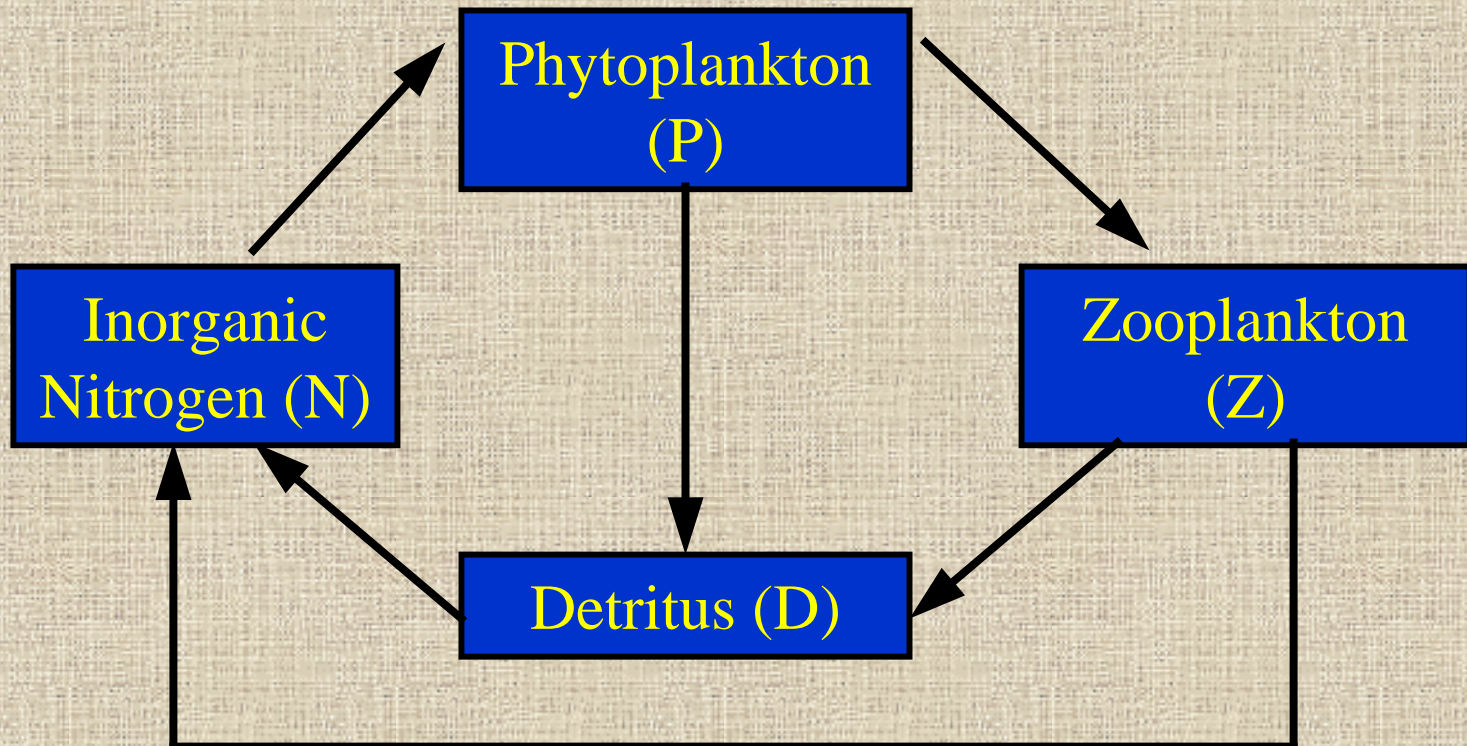 Phytoplankton
(P)
Inorganic
Nitrogen (N)
Zooplankton
(Z)
Detritus (D)